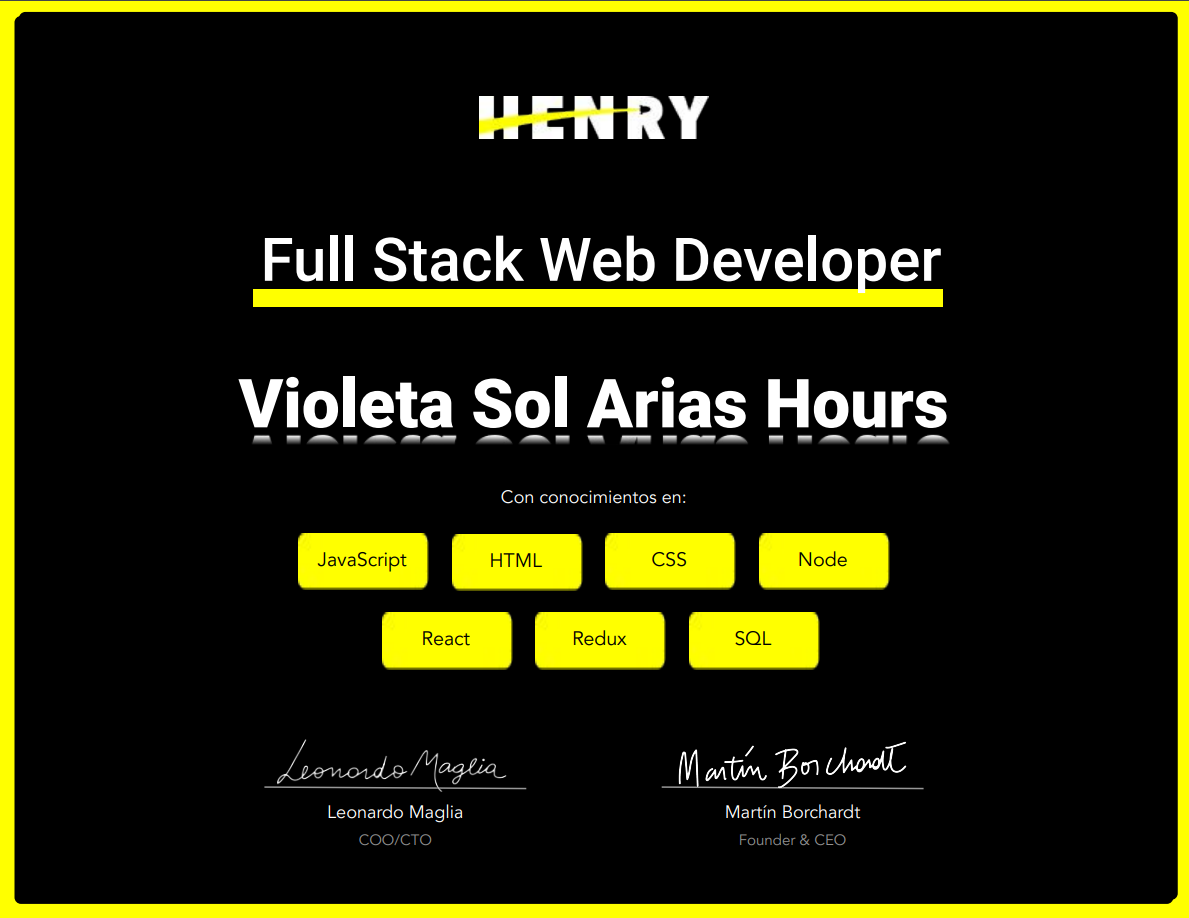 HENRY
Full Stack Web Developer
Violeta Sol Arias Hours
Con conocimientos en:
JavaScript HTML CSS Node
React Redux SQL
Leonardo Maglia Martín Borchardt
Leonardo Maglia Martín Borchardt
COO/CTO Founder & CEO